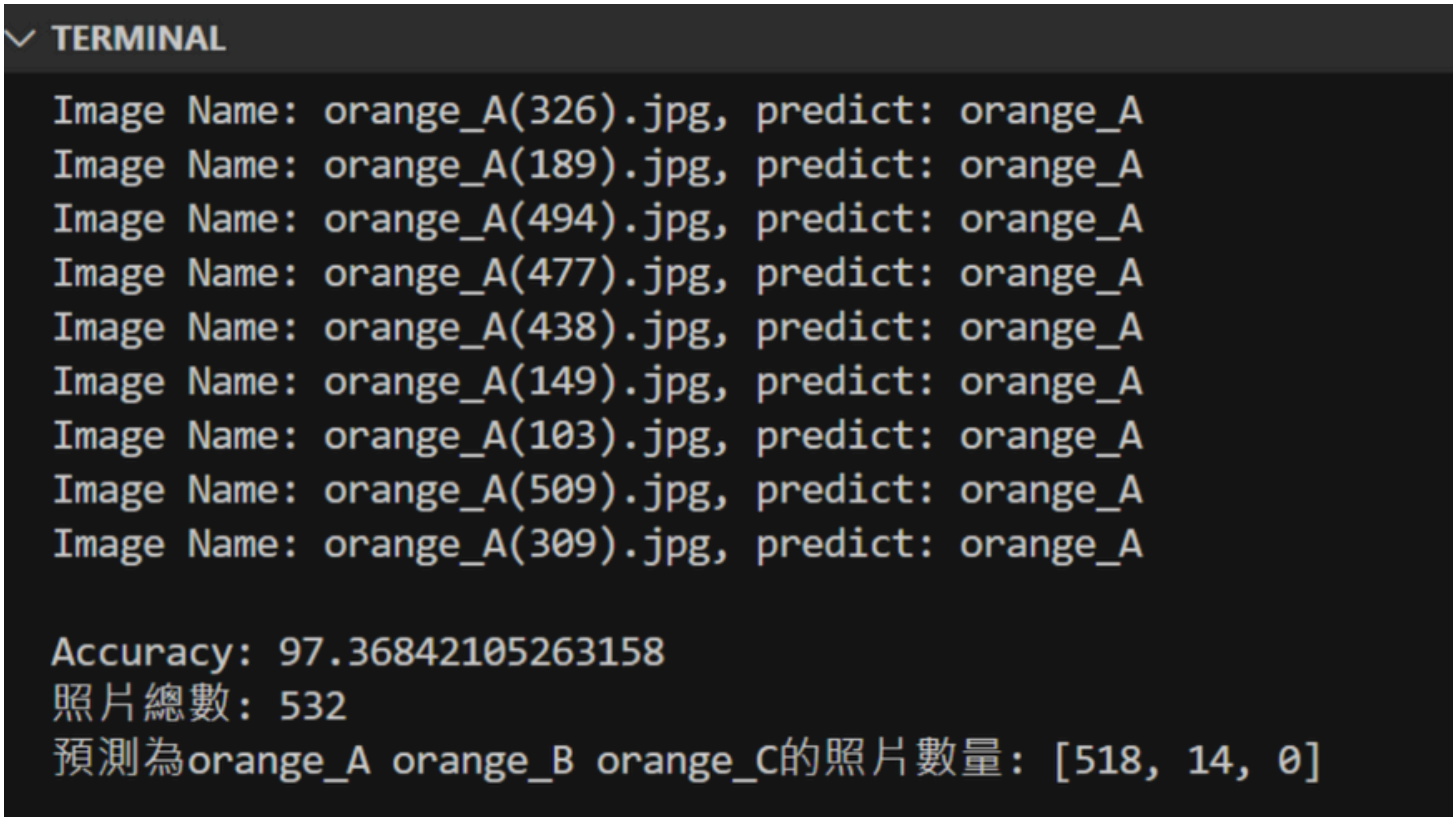 TERMINAL
Image Name: orange_A(326).jpg, predict: orange_A
Image Name: orange_A(189).jpg, predict: orange_A
Image Name: orange_A(494).jpg, predict: orange_A
Image Name: orange_A(477).jpg, predict: orange_A
Image Name: orange_A(438).jpg, predict: orange_A
Image Name: orange_A(149).jpg, predict: orange_A
Image Name: orange_A(103).jpg, predict: orange_A
Image Name: orange_A(509).jpg, predict: orange_A
Image Name: orange_A(309).jpg, predict: orange_A
Accuracy: 97.36842105263158
照片總數: 532
預測為orange_A orange_B orange_C的照片數量: [518, 14, 0]